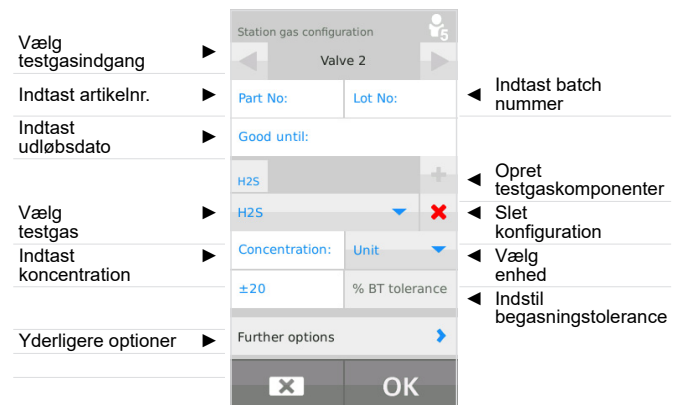 Station gas configuration
5
Vælg
testgasindgang
Valve 2
Indtast artikelnr.
Part No:
Lot No:
Indtast batch
nummer
Indtast
udløbsdato
Good until:
H2S
Opret
testgaskomponenter
Vælg
testgas
H2S
Slet
konfiguration
Indtast
koncentration
Concentration:
Unit
Vælg
enhed
±20
% BT tolerance
Indstil
begasningstolerance
Yderligere optioner
Further options
OK